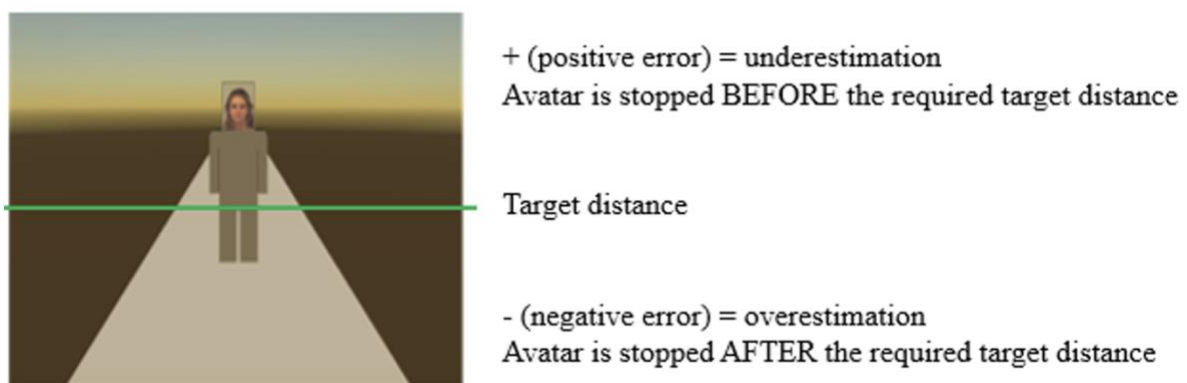 + (positive error) = underestimation
Avatar is stopped BEFORE the required target distance
Target distance
- (negative error) = overestimation
Avatar is stopped AFTER the required target distance